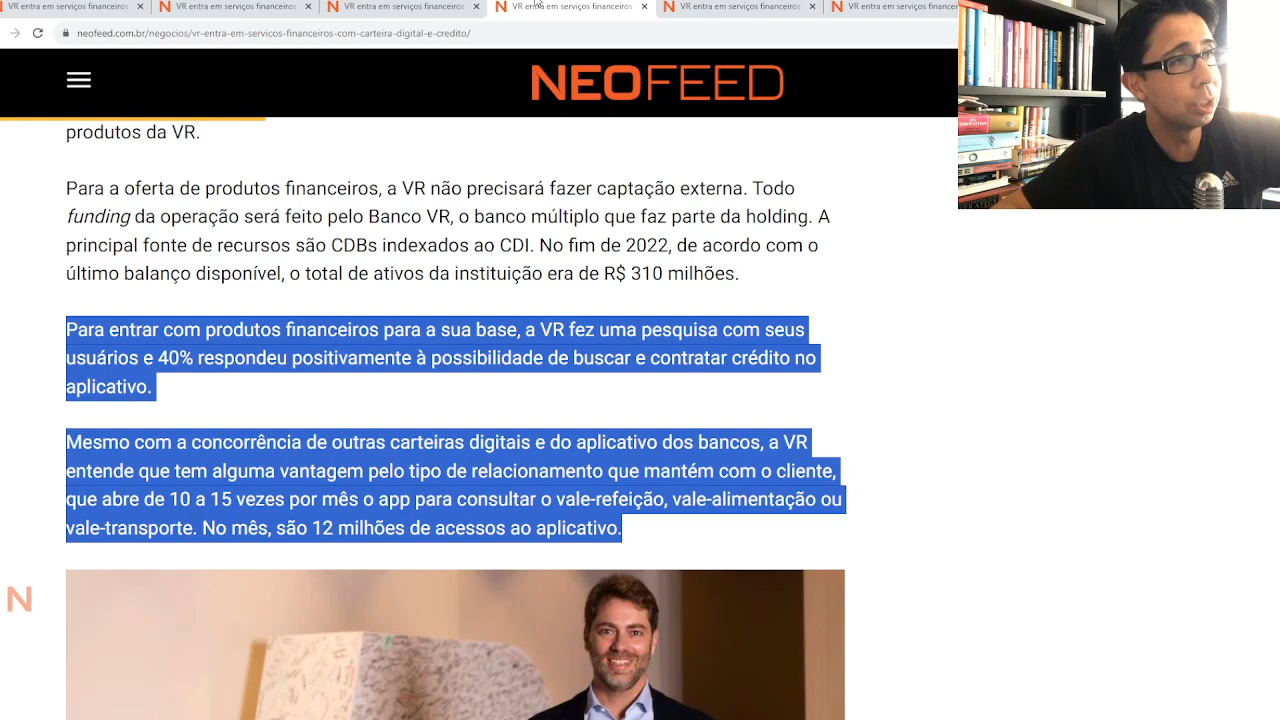 VR entra em serviços financeiros
VR entra em serviços financeiros
VR entra em serviços financeiros
VR entra em serviços financeiros
VR entra em serviços financeiros
VR entra em serviços financeiros
neofeed.com.br/negocios/vr-entra-em-servicos-financeiros-com-carteira-digital-e-credito/
NEOFEED
produtos da VR.
Para a oferta de produtos financeiros, a VR não precisará fazer captação externa. Todo
funding da operação será feito pelo Banco VR, o banco múltiplo que faz parte da holding. A
principal fonte de recursos são CDBs indexados ao CDI. No fim de 2022, de acordo com o
último balanço disponível, o total de ativos da instituição era de R$ 310 milhões.
Para entrar com produtos financeiros para a sua base, a VR fez uma pesquisa com seus
usuários e 40% respondeu positivamente à possibilidade de buscar e contratar crédito no
aplicativo.
Mesmo com a concorrência de outras carteiras digitais e do aplicativo dos bancos, a VR
entende que tem alguma vantagem pelo tipo de relacionamento que mantém com o cliente,
que abre de 10 a 15 vezes por mês o app para consultar o vale-refeição, vale-alimentação ou
vale-transporte. No mês, são 12 milhões de acessos ao aplicativo.
N